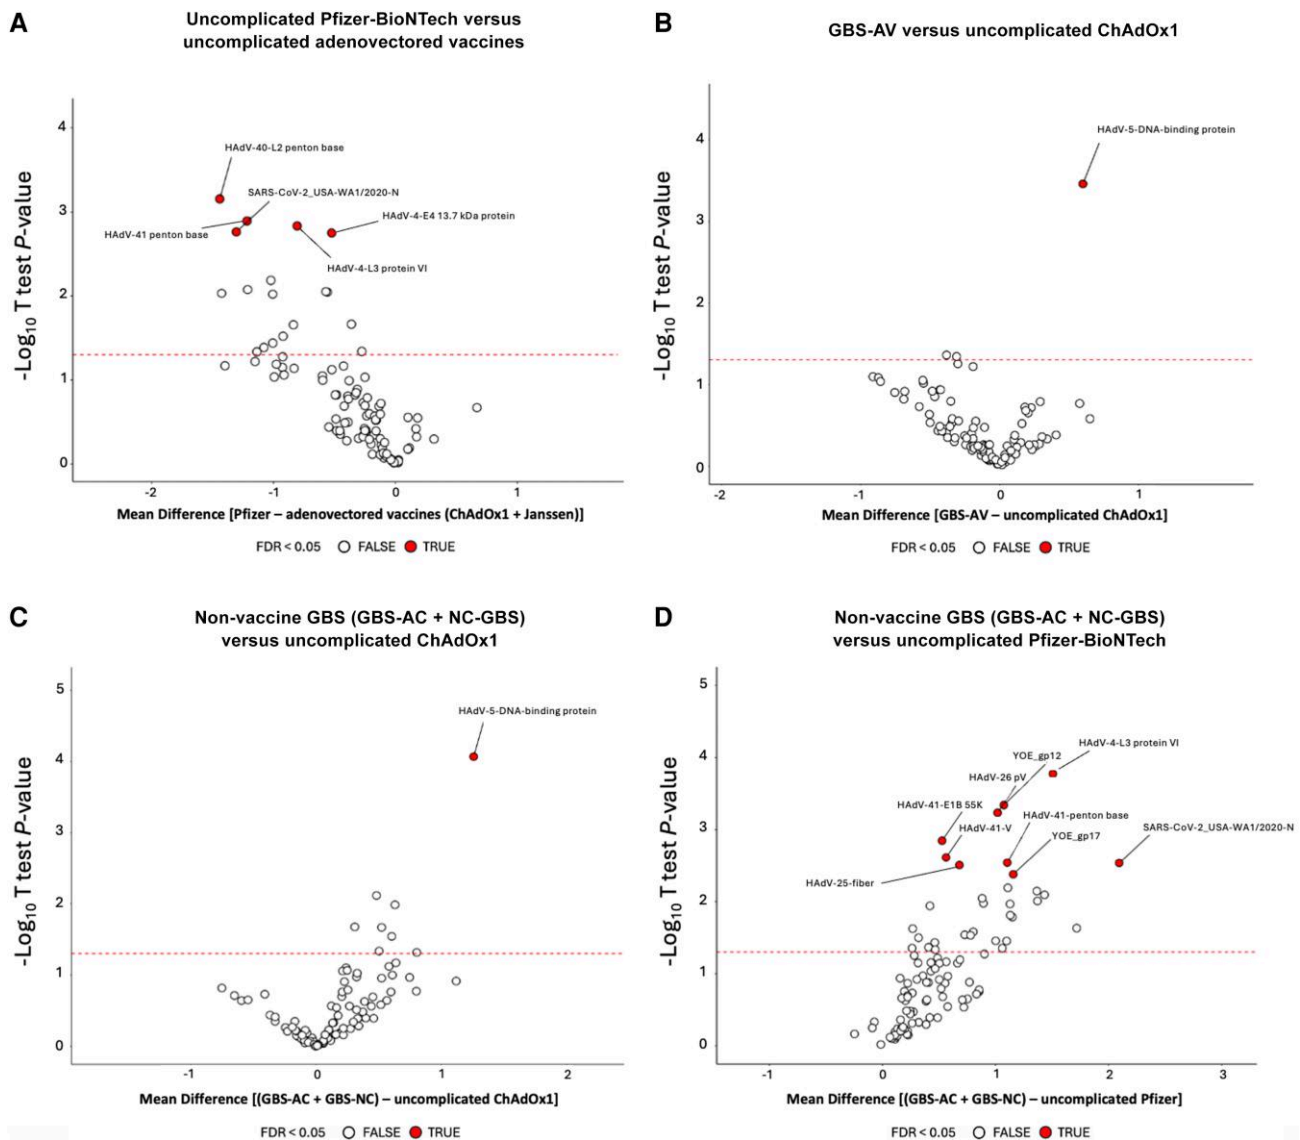 A
Uncomplicated Pfizer-BioNTech versus
uncomplicated adenovectored vaccines
-Log10 T test P-value
4
3
2
1
0
HAdV-40-L2 penton base
SARS-CoV-2_USA-WA1/2020-N
HAdV-4-E4 13.7 kDa protein
HAdV-41 penton base
HAdV-4-L3 protein VI
-2 -1 0 1
Mean Difference [Pfizer – adenovectored vaccines (ChAdOx1 + Janssen)]
FDR < 0.05 FALSE TRUE
B
GBS-AV versus uncomplicated ChAdOx1
-Log10 T test P-value
4
3
2
1
0
HAdV-5-DNA-binding protein
-2 -1 0 1
Mean Difference [GBS-AV – uncomplicated ChAdOx1]
FDR < 0.05 FALSE TRUE
C
Non-vaccine GBS (GBS-AC + NC-GBS)
versus uncomplicated ChAdOx1
-Log10 T test P-value
5
4
3
2
1
0
HAdV-5-DNA-binding protein
-1 0 1 2
Mean Difference [(GBS-AC + GBS-NC) – uncomplicated ChAdOx1]
FDR < 0.05 FALSE TRUE
D
Non-vaccine GBS (GBS-AC + NC-GBS)
versus uncomplicated Pfizer-BioNTech
-Log10 T test P-value
5
4
3
2
1
0
HAdV-4-L3 protein VI
YOE_gp12
HAdV-26 pV
HAdV-41-E1B 55K
HAdV-41-penton base
HAdV-41-V
SARS-CoV-2_USA-WA1/2020-N
YOE_gp17
HAdV-25-fiber
-1 0 1 2 3
Mean Difference [(GBS-AC + GBS-NC) – uncomplicated Pfizer]
FDR < 0.05 FALSE TRUE